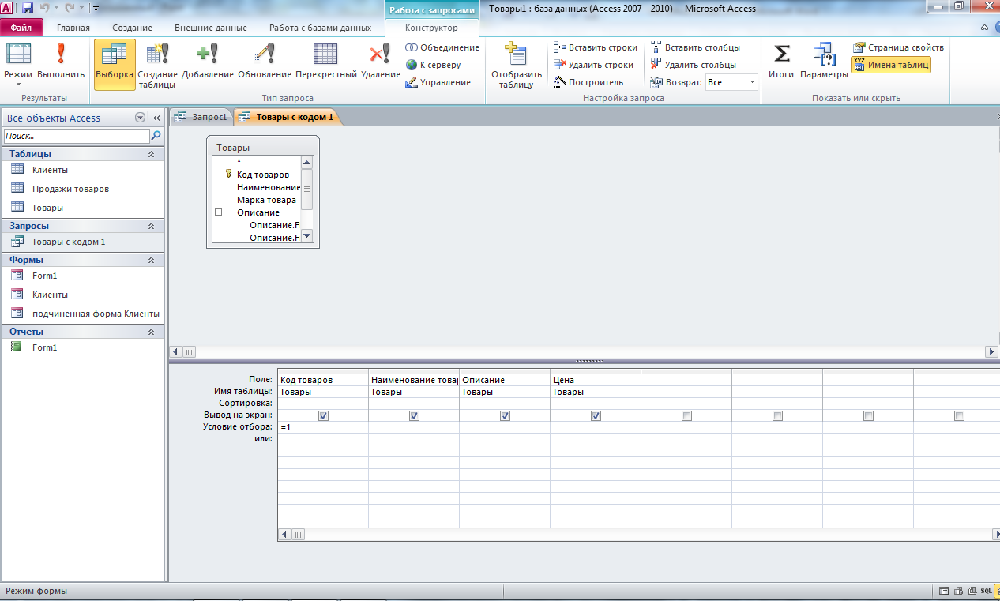 Работа с запросами
Товары1 : база данных (Access 2007 - 2010) - Microsoft Access
Файл Главная Создание Внешние данные Работа с базами данных Конструктор
Режим Выполнить
Результаты
Выборка Создание таблицы Добавление Обновление Перекрестный Удаление
Объединение
К серверу
Управление
Тип запроса
Отобразить таблицу
Вставить строки
Удалить строки
Построитель
Вставить столбцы
Удалить столбцы
Возврат: Все
Настройка запроса
Итоги Параметры
Страница свойств
XYZ Имена таблиц
Показать или скрыть
Все объекты Access
Поиск...
Таблицы
Клиенты
Продажи товаров
Товары
Запросы
Товары с кодом 1
Формы
Form1
Клиенты
подчиненная форма Клиенты
Отчеты
Form1
Запрос1 Товары с кодом 1
Товары
*
Код товаров
Наименование
Марка товара
Описание
Описание.F
Описание.F
Поле: Код товаров Наименование товар Описание Цена
Имя таблицы: Товары Товары Товары Товары
Сортировка:
Вывод на экран:
Условие отбора: =1
или:
Режим формы
SQL